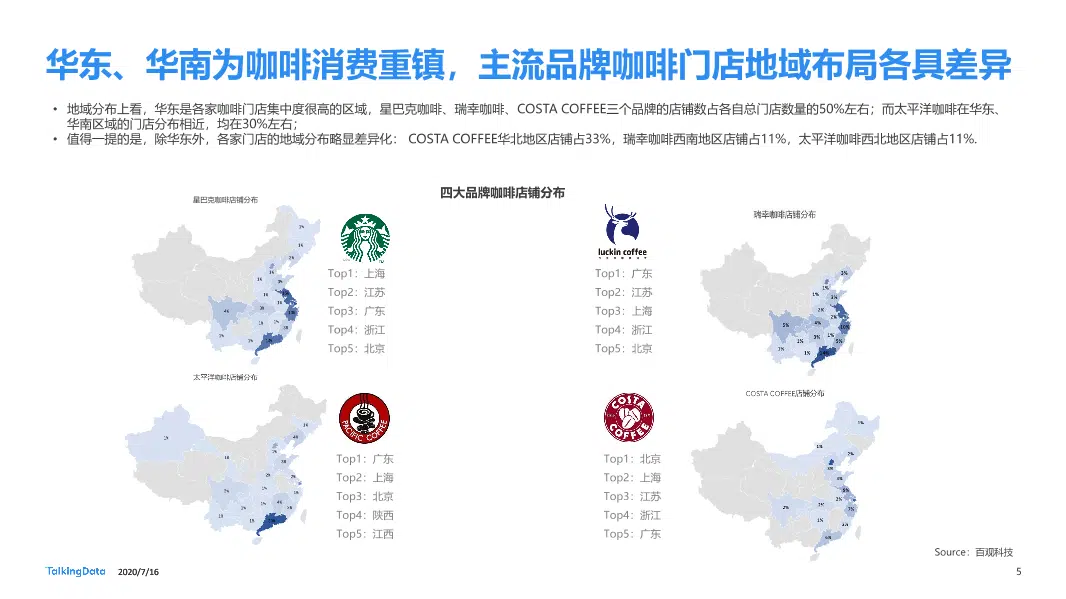 华东、华南为咖啡消费重镇，主流品牌咖啡门店地域布局各具差异
• 地域分布上看，华东是各家咖啡门店集中度很高的区域，星巴克咖啡、瑞幸咖啡、COSTA COFFEE三个品牌的店铺数占各自总门店数量的50%左右；而太平洋咖啡在华东、
华南区域的门店分布相近，均在30%左右；
• 值得一提的是，除华东外，各家门店的地域分布略显差异化： COSTA COFFEE华北地区店铺占33%，瑞幸咖啡西南地区店铺占11%，太平洋咖啡西北地区店铺占11%.
四大品牌咖啡店铺分布
星巴克咖啡店铺分布
Top1：上海
Top2：江苏
Top3：广东
Top4：浙江
Top5：北京
瑞幸咖啡店铺分布
luckin coffee
Top1：广东
Top2：江苏
Top3：上海
Top4：浙江
Top5：北京
太平洋咖啡店铺分布
PACIFIC COFFEE
Top1：广东
Top2：上海
Top3：北京
Top4：陕西
Top5：江西
COSTA COFFEE店铺分布
COSTA
COFFEE
Top1：北京
Top2：上海
Top3：江苏
Top4：浙江
Top5：广东
Source：百观科技
TalkingData
2020/7/16
5